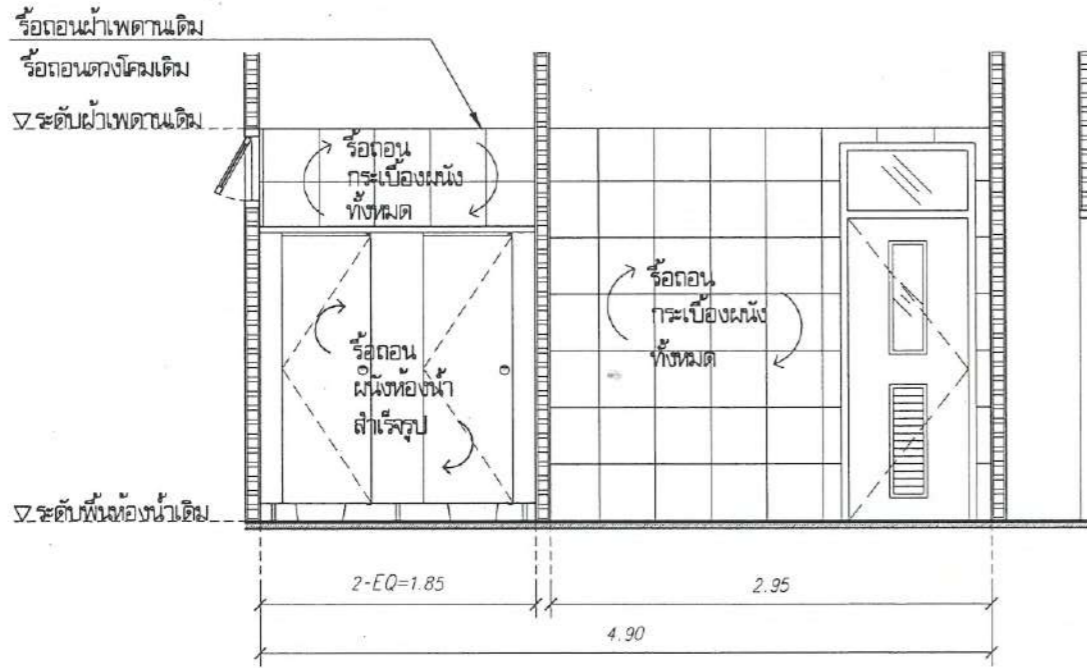 รื้อถอนฝ้าเพดานเดิม
รื้อถอนดวงโคมเดิม
ระดับฝ้าเพดานเดิม
รื้อถอน
กระเบื้องผนัง
ทั้งหมด
รื้อถอน
กระเบื้องผนัง
ทั้งหมด
รื้อถอน
ผนังห้องน้ำ
สำเร็จรูป
ระดับพื้นห้องน้ำเดิม
2-EQ=1.85
2.95
4.90